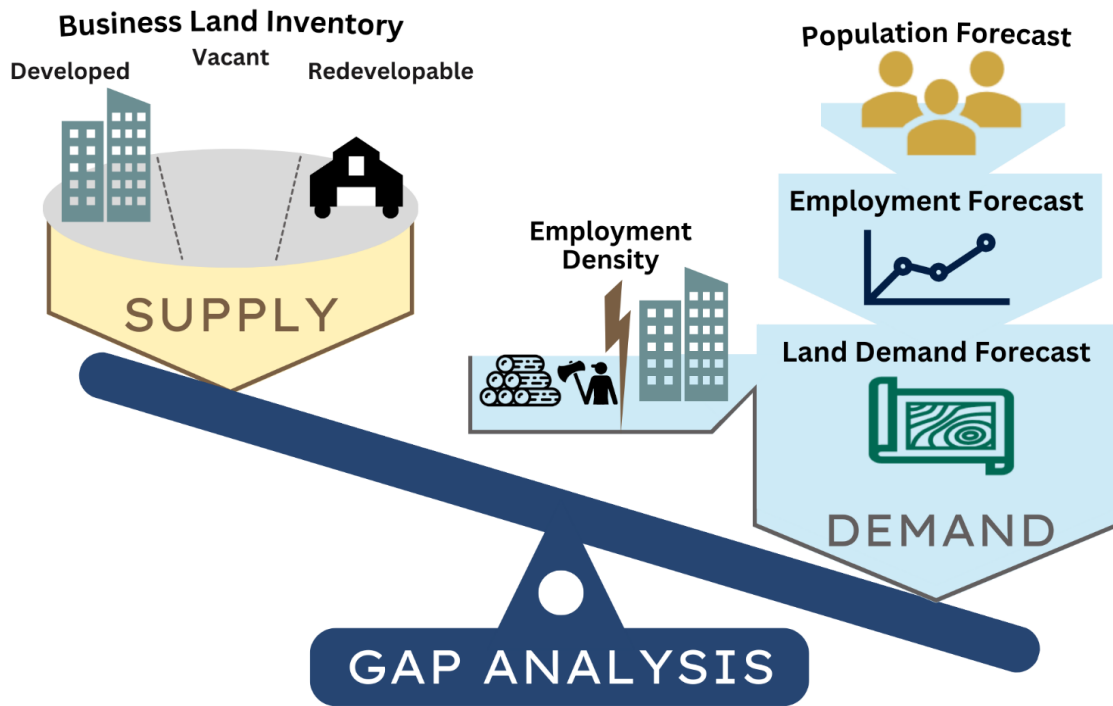 Business Land Inventory
Developed
Vacant
Redevelopable
SUPPLY
Population Forecast
Employment Forecast
Employment
Density
Land Demand Forecast
DEMAND
GAP ANALYSIS